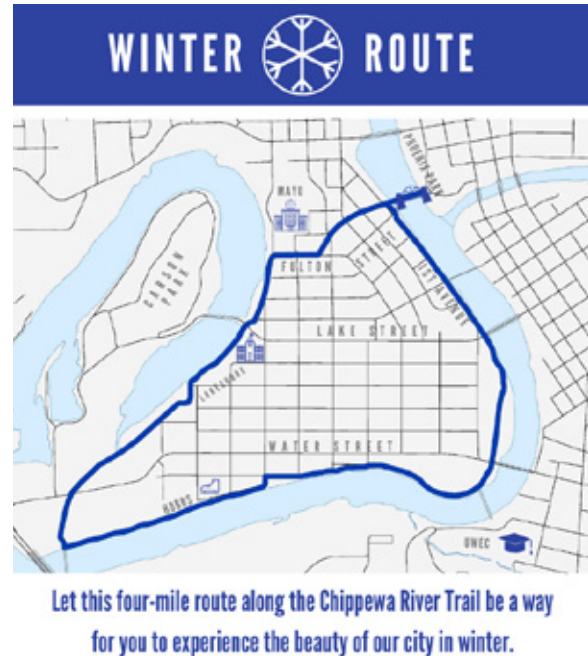 WINTER ROUTE
PHOENIX PARK
MAYO
CARSON
PARK
FULTON
STREET
1ST AVENUE
LAKE STREET
WATER STREET
HOBBS
UWEC
Let this four-mile route along the Chippewa River Trail be a way
for you to experience the beauty of our city in winter.